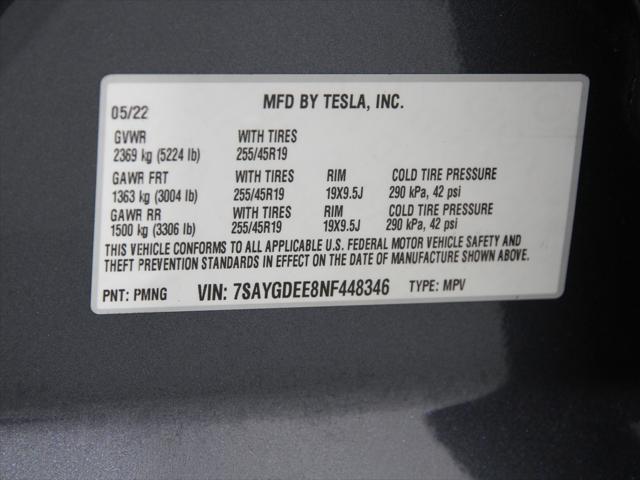 05/22 MFD BY TESLA, INC.
GVWR WITH TIRES
2369 kg (5224 lb) 255/45R19
GAWR FRT WITH TIRES RIM COLD TIRE PRESSURE
1363 kg (3004 lb) 255/45R19 19X9.5J 290 kPa, 42 psi
GAWR RR WITH TIRES RIM COLD TIRE PRESSURE
1500 kg (3306 lb) 255/45R19 19X9.5J 290 kPa, 42 psi
THIS VEHICLE CONFORMS TO ALL APPLICABLE U.S. FEDERAL MOTOR VEHICLE SAFETY AND
THEFT PREVENTION STANDARDS IN EFFECT ON THE DATE OF MANUFACTURE SHOWN ABOVE.
PNT: PMNG VIN: 7SAYGDEE8NF448346 TYPE: MPV